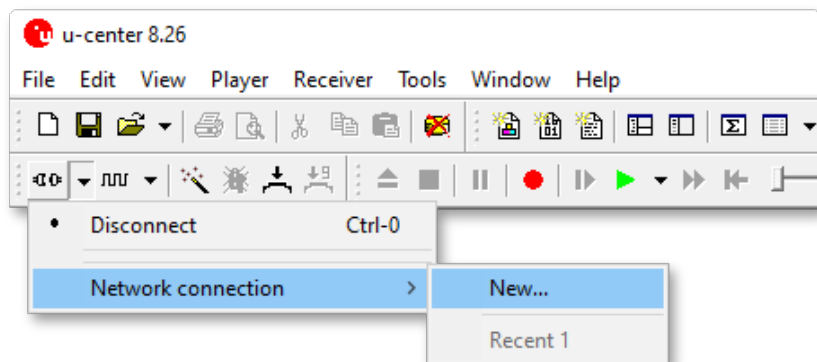 u-center 8.26
File Edit View Player Receiver Tools Window Help
Disconnect Ctrl-0
Network connection >
New...
Recent 1